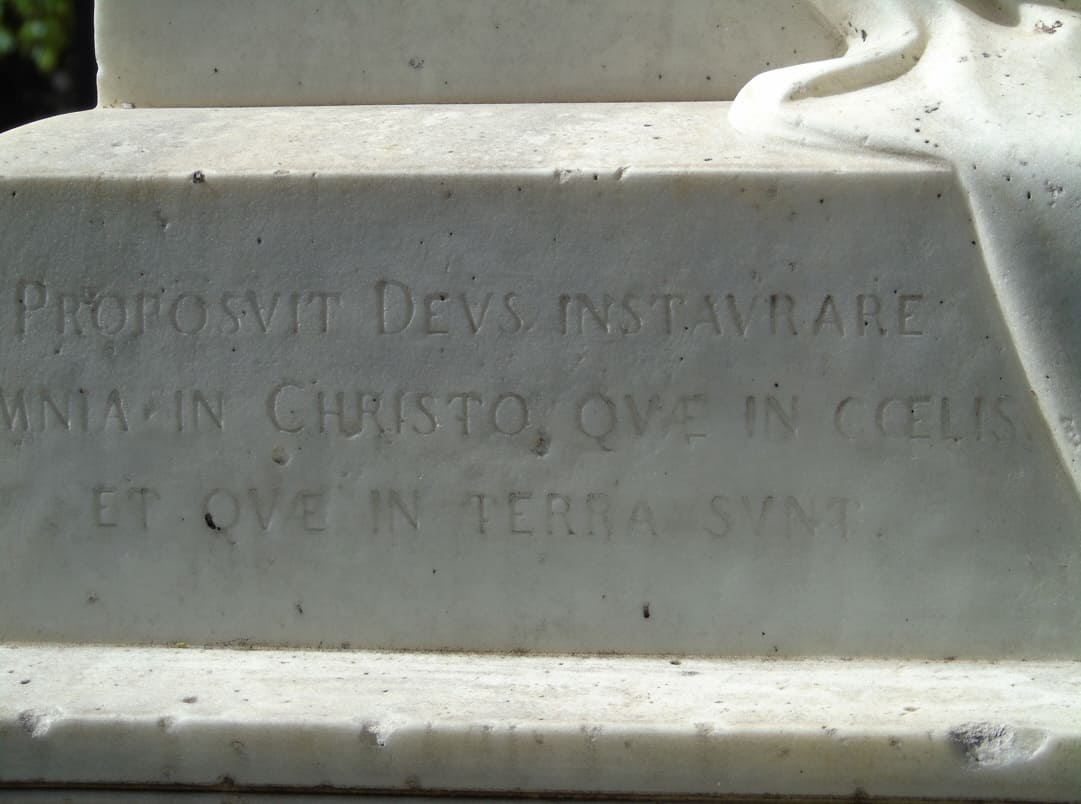 PROPOSVIT DEVS INSTAVRARE
MNIA IN CHRISTO, QVÆ IN CŒLIS.
ET QVÆ IN TERRA SVNT.